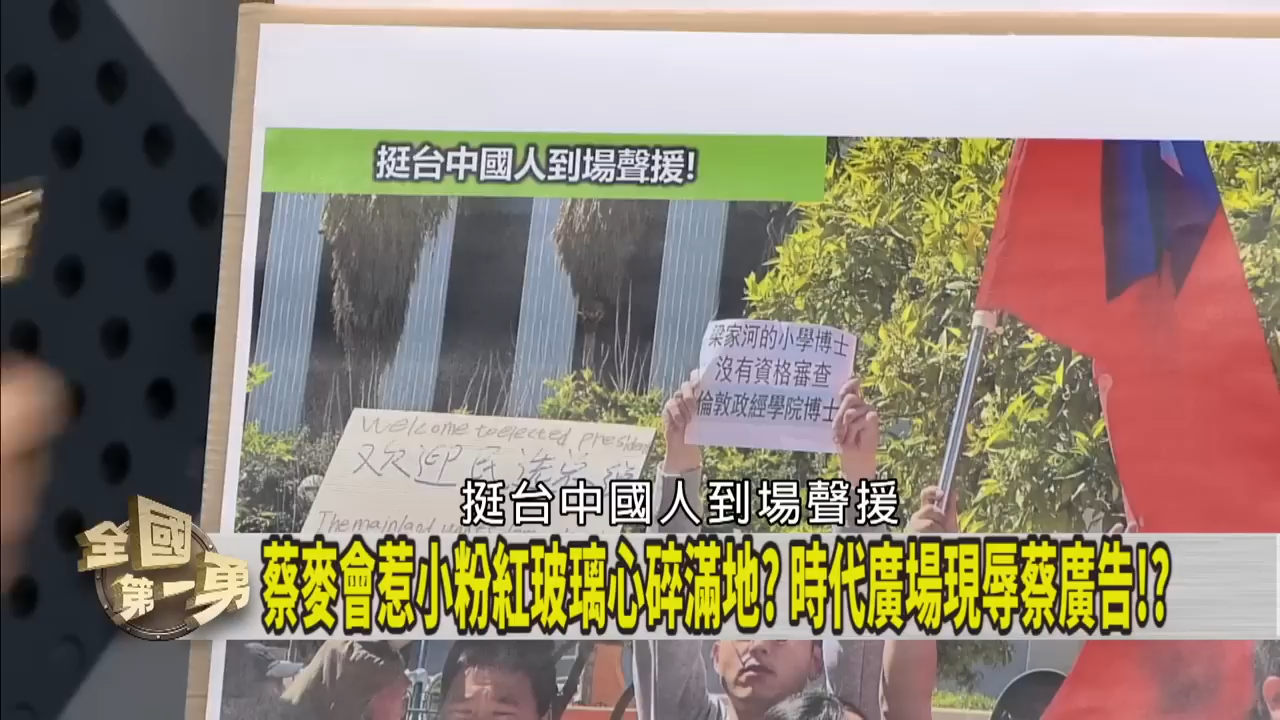 挺台中國人到場聲援!
梁家河的小學博士
沒有資格審查
倫敦政經學院博士
Welcome to elected president
欢迎民选总统
The mainland
挺台中國人到場聲援
全國
第一勇
蔡麥會惹小粉紅玻璃心碎滿地? 時代廣場現辱蔡廣告!?